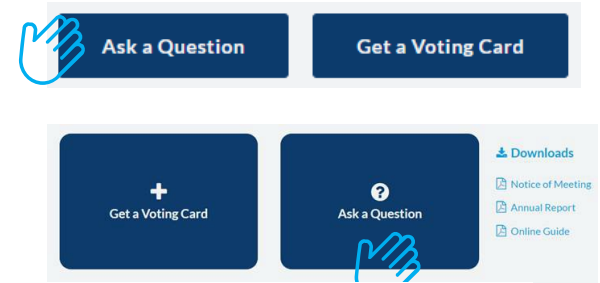 Ask a Question
Get a Voting Card
Get a Voting Card
Ask a Question
Downloads
Notice of Meeting
Annual Report
Online Guide